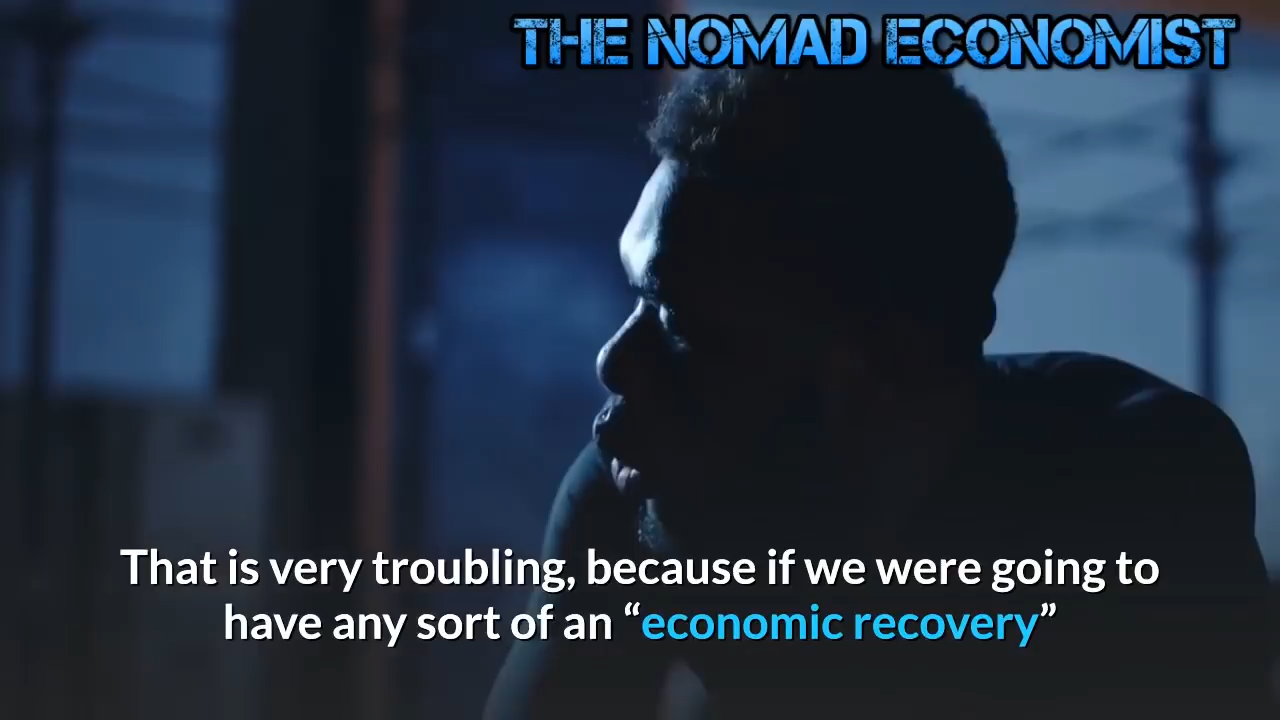 THE NOMAD ECONOMIST
That is very troubling, because if we were going to
have any sort of an “economic recovery”